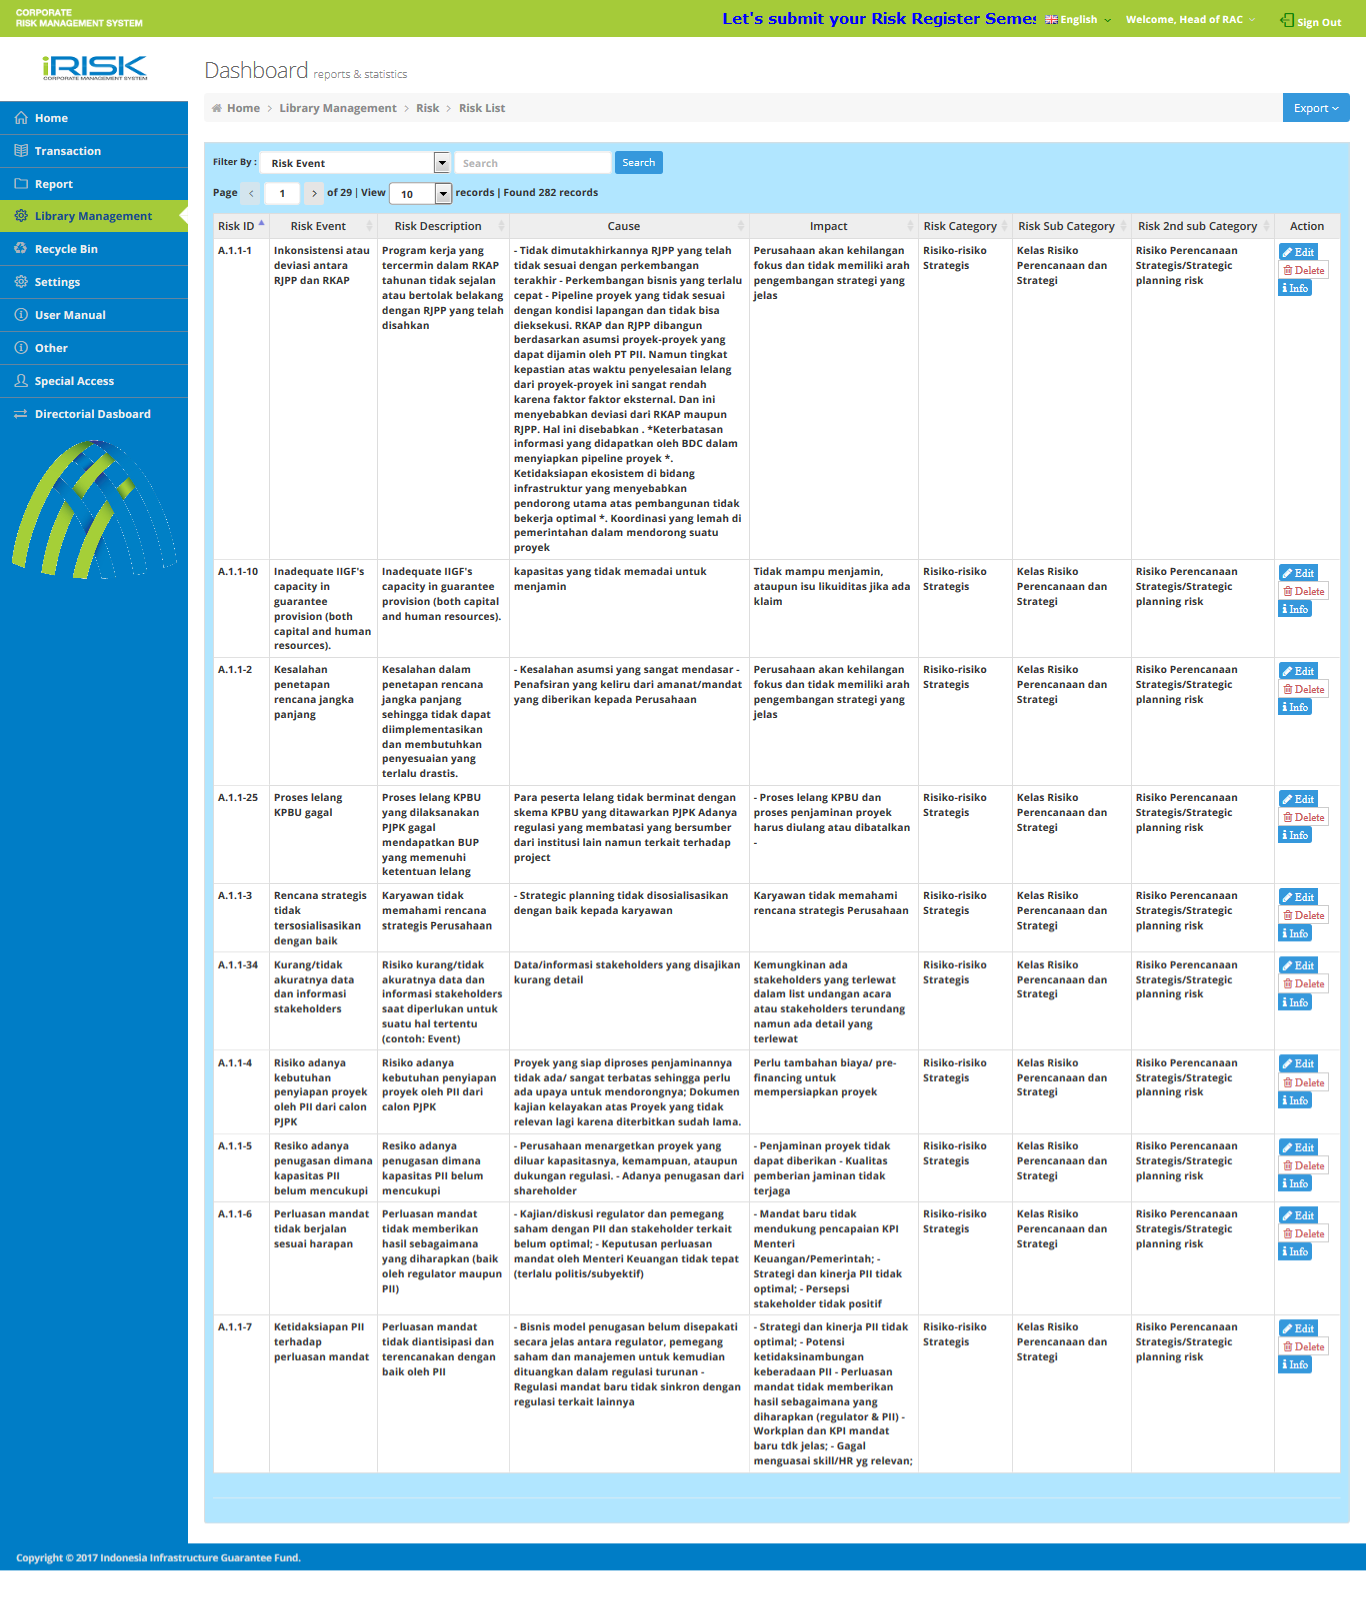 CORPORATE
RISK MANAGEMENT SYSTEM
Let's submit your Risk Register Semes
English
Welcome, Head of RAC
Sign Out
iRISK
CORPORATE MANAGEMENT SYSTEM
Dashboard reports & statistics
Home > Library Management > Risk > Risk List
Export
Home
Transaction
Report
Library Management
Recycle Bin
Settings
User Manual
Other
Special Access
Directorial Dasboard
Filter By : Risk Event Search Search
Page < 1 > of 29 | View 10 records | Found 282 records
Risk ID Risk Event Risk Description Cause Impact Risk Category Risk Sub Category Risk 2nd sub Category Action
A.1.1-1
Inkonsistensi atau
deviasi antara
RJPP dan RKAP
Program kerja yang
tercermin dalam RKAP
tahunan tidak sejalan
atau bertolak belakang
dengan RJPP yang telah
disahkan
- Tidak dimutakhirkannya RJPP yang telah
tidak sesuai dengan perkembangan
terakhir - Perkembangan bisnis yang terlalu
cepat - Pipeline proyek yang tidak sesuai
dengan kondisi lapangan dan tidak bisa
dieksekusi. RKAP dan RJPP dibangun
berdasarkan asumsi proyek-proyek yang
dapat dijamin oleh PT PII. Namun tingkat
kepastian atas waktu penyelesaian lelang
dari proyek-proyek ini sangat rendah
karena faktor faktor eksternal. Dan ini
menyebabkan deviasi dari RKAP maupun
RJPP. Hal ini disebabkan . *Keterbatasan
informasi yang didapatkan oleh BDC dalam
menyiapkan pipeline proyek *.
Ketidaksiapan ekosistem di bidang
infrastruktur yang menyebabkan
pendorong utama atas pembangunan tidak
bekerja optimal *. Koordinasi yang lemah di
pemerintahan dalam mendorong suatu
proyek
Perusahaan akan kehilangan
fokus dan tidak memiliki arah
pengembangan strategi yang
jelas
Risiko-risiko
Strategis
Kelas Risiko
Perencanaan dan
Strategi
Risiko Perencanaan
Strategis/Strategic
planning risk
Edit
Delete
Info
A.1.1-10
Inadequate IIGF's
capacity in
guarantee
provision (both
capital and human
resources).
Inadequate IIGF's
capacity in guarantee
provision (both capital
and human resources).
kapasitas yang tidak memadai untuk
menjamin
Tidak mampu menjamin,
ataupun isu likuiditas jika ada
klaim
Risiko-risiko
Strategis
Kelas Risiko
Perencanaan dan
Strategi
Risiko Perencanaan
Strategis/Strategic
planning risk
Edit
Delete
Info
A.1.1-2
Kesalahan
penetapan
rencana jangka
panjang
Kesalahan dalam
penetapan rencana
jangka panjang
sehingga tidak dapat
diimplementasikan
dan membutuhkan
penyesuaian yang
terlalu drastis.
- Kesalahan asumsi yang sangat mendasar -
Penafsiran yang keliru dari amanat/mandat
yang diberikan kepada Perusahaan
Perusahaan akan kehilangan
fokus dan tidak memiliki arah
pengembangan strategi yang
jelas
Risiko-risiko
Strategis
Kelas Risiko
Perencanaan dan
Strategi
Risiko Perencanaan
Strategis/Strategic
planning risk
Edit
Delete
Info
A.1.1-25
Proses lelang
KPBU gagal
Proses lelang KPBU
yang dilaksanakan
PJPK gagal
mendapatkan BUP
yang memenuhi
ketentuan lelang
Para peserta lelang tidak berminat dengan
skema KPBU yang ditawarkan PJPK Adanya
regulasi yang membatasi yang bersumber
dari institusi lain namun terkait terhadap
project
- Proses lelang KPBU dan
proses penjaminan proyek
harus diulang atau dibatalkan
-
Risiko-risiko
Strategis
Kelas Risiko
Perencanaan dan
Strategi
Risiko Perencanaan
Strategis/Strategic
planning risk
Edit
Delete
Info
A.1.1-3
Rencana strategis
tidak
tersosialisasikan
dengan baik
Karyawan tidak
memahami rencana
strategis Perusahaan
- Strategic planning tidak disosialisasikan
dengan baik kepada karyawan
Karyawan tidak memahami
rencana strategis Perusahaan
Risiko-risiko
Strategis
Kelas Risiko
Perencanaan dan
Strategi
Risiko Perencanaan
Strategis/Strategic
planning risk
Edit
Delete
Info
A.1.1-34
Kurang/tidak
akuratnya data
dan informasi
stakeholders
Risiko kurang/tidak
akuratnya data dan
informasi stakeholders
saat diperlukan untuk
suatu hal tertentu
(contoh: Event)
Data/informasi stakeholders yang disajikan
kurang detail
Kemungkinan ada
stakeholders yang terlewat
dalam list undangan acara
atau stakeholders terundang
namun ada detail yang
terlewat
Risiko-risiko
Strategis
Kelas Risiko
Perencanaan dan
Strategi
Risiko Perencanaan
Strategis/Strategic
planning risk
Edit
Delete
Info
A.1.1-4
Risiko adanya
kebutuhan
penyiapan proyek
oleh PII dari calon
PJPK
Risiko adanya
kebutuhan penyiapan
proyek oleh PII dari
calon PJPK
Proyek yang siap diproses penjaminannya
tidak ada/ sangat terbatas sehingga perlu
ada upaya untuk mendorongnya; Dokumen
kajian kelayakan atas Proyek yang tidak
relevan lagi karena diterbitkan sudah lama.
Perlu tambahan biaya/ pre-
financing untuk
mempersiapkan proyek
Risiko-risiko
Strategis
Kelas Risiko
Perencanaan dan
Strategi
Risiko Perencanaan
Strategis/Strategic
planning risk
Edit
Delete
Info
A.1.1-5
Resiko adanya
penugasan dimana
kapasitas PII
belum mencukupi
Resiko adanya
penugasan dimana
kapasitas PII belum
mencukupi
- Perusahaan menargetkan proyek yang
diluar kapasitasnya, kemampuan, ataupun
dukungan regulasi. - Adanya penugasan dari
shareholder
- Penjaminan proyek tidak
dapat diberikan - Kualitas
pemberian jaminan tidak
terjaga
Risiko-risiko
Strategis
Kelas Risiko
Perencanaan dan
Strategi
Risiko Perencanaan
Strategis/Strategic
planning risk
Edit
Delete
Info
A.1.1-6
Perluasan mandat
tidak berjalan
sesuai harapan
Perluasan mandat
tidak memberikan
hasil sebagaimana
yang diharapkan (baik
oleh regulator maupun
PII)
- Kajian/diskusi regulator dan pemegang
saham dengan PII dan stakeholder terkait
belum optimal; - Keputusan perluasan
mandat oleh Menteri Keuangan tidak tepat
(terlalu politis/subyektif)
- Mandat baru tidak
mendukung pencapaian KPI
Menteri
Keuangan/Pemerintah; -
Strategi dan kinerja PII tidak
optimal; - Persepsi
stakeholder tidak positif
Risiko-risiko
Strategis
Kelas Risiko
Perencanaan dan
Strategi
Risiko Perencanaan
Strategis/Strategic
planning risk
Edit
Delete
Info
A.1.1-7
Ketidaksiapan PII
terhadap
perluasan mandat
Perluasan mandat
tidak diantisipasi dan
terencanakan dengan
baik oleh PII
- Bisnis model penugasan belum disepakati
secara jelas antara regulator, pemegang
saham dan manajemen untuk kemudian
dituangkan dalam regulasi turunan -
Regulasi mandat baru tidak sinkron dengan
regulasi terkait lainnya
- Strategi dan kinerja PII tidak
optimal; - Potensi
ketidaksinambungan
keberadaan PII - Perluasan
mandat tidak memberikan
hasil sebagaimana yang
diharapkan (regulator & PII) -
Workplan dan KPI mandat
baru tdk jelas; - Gagal
menguasai skill/HR yg relevan;
Risiko-risiko
Strategis
Kelas Risiko
Perencanaan dan
Strategi
Risiko Perencanaan
Strategis/Strategic
planning risk
Edit
Delete
Info
Copyright © 2017 Indonesia Infrastructure Guarantee Fund.